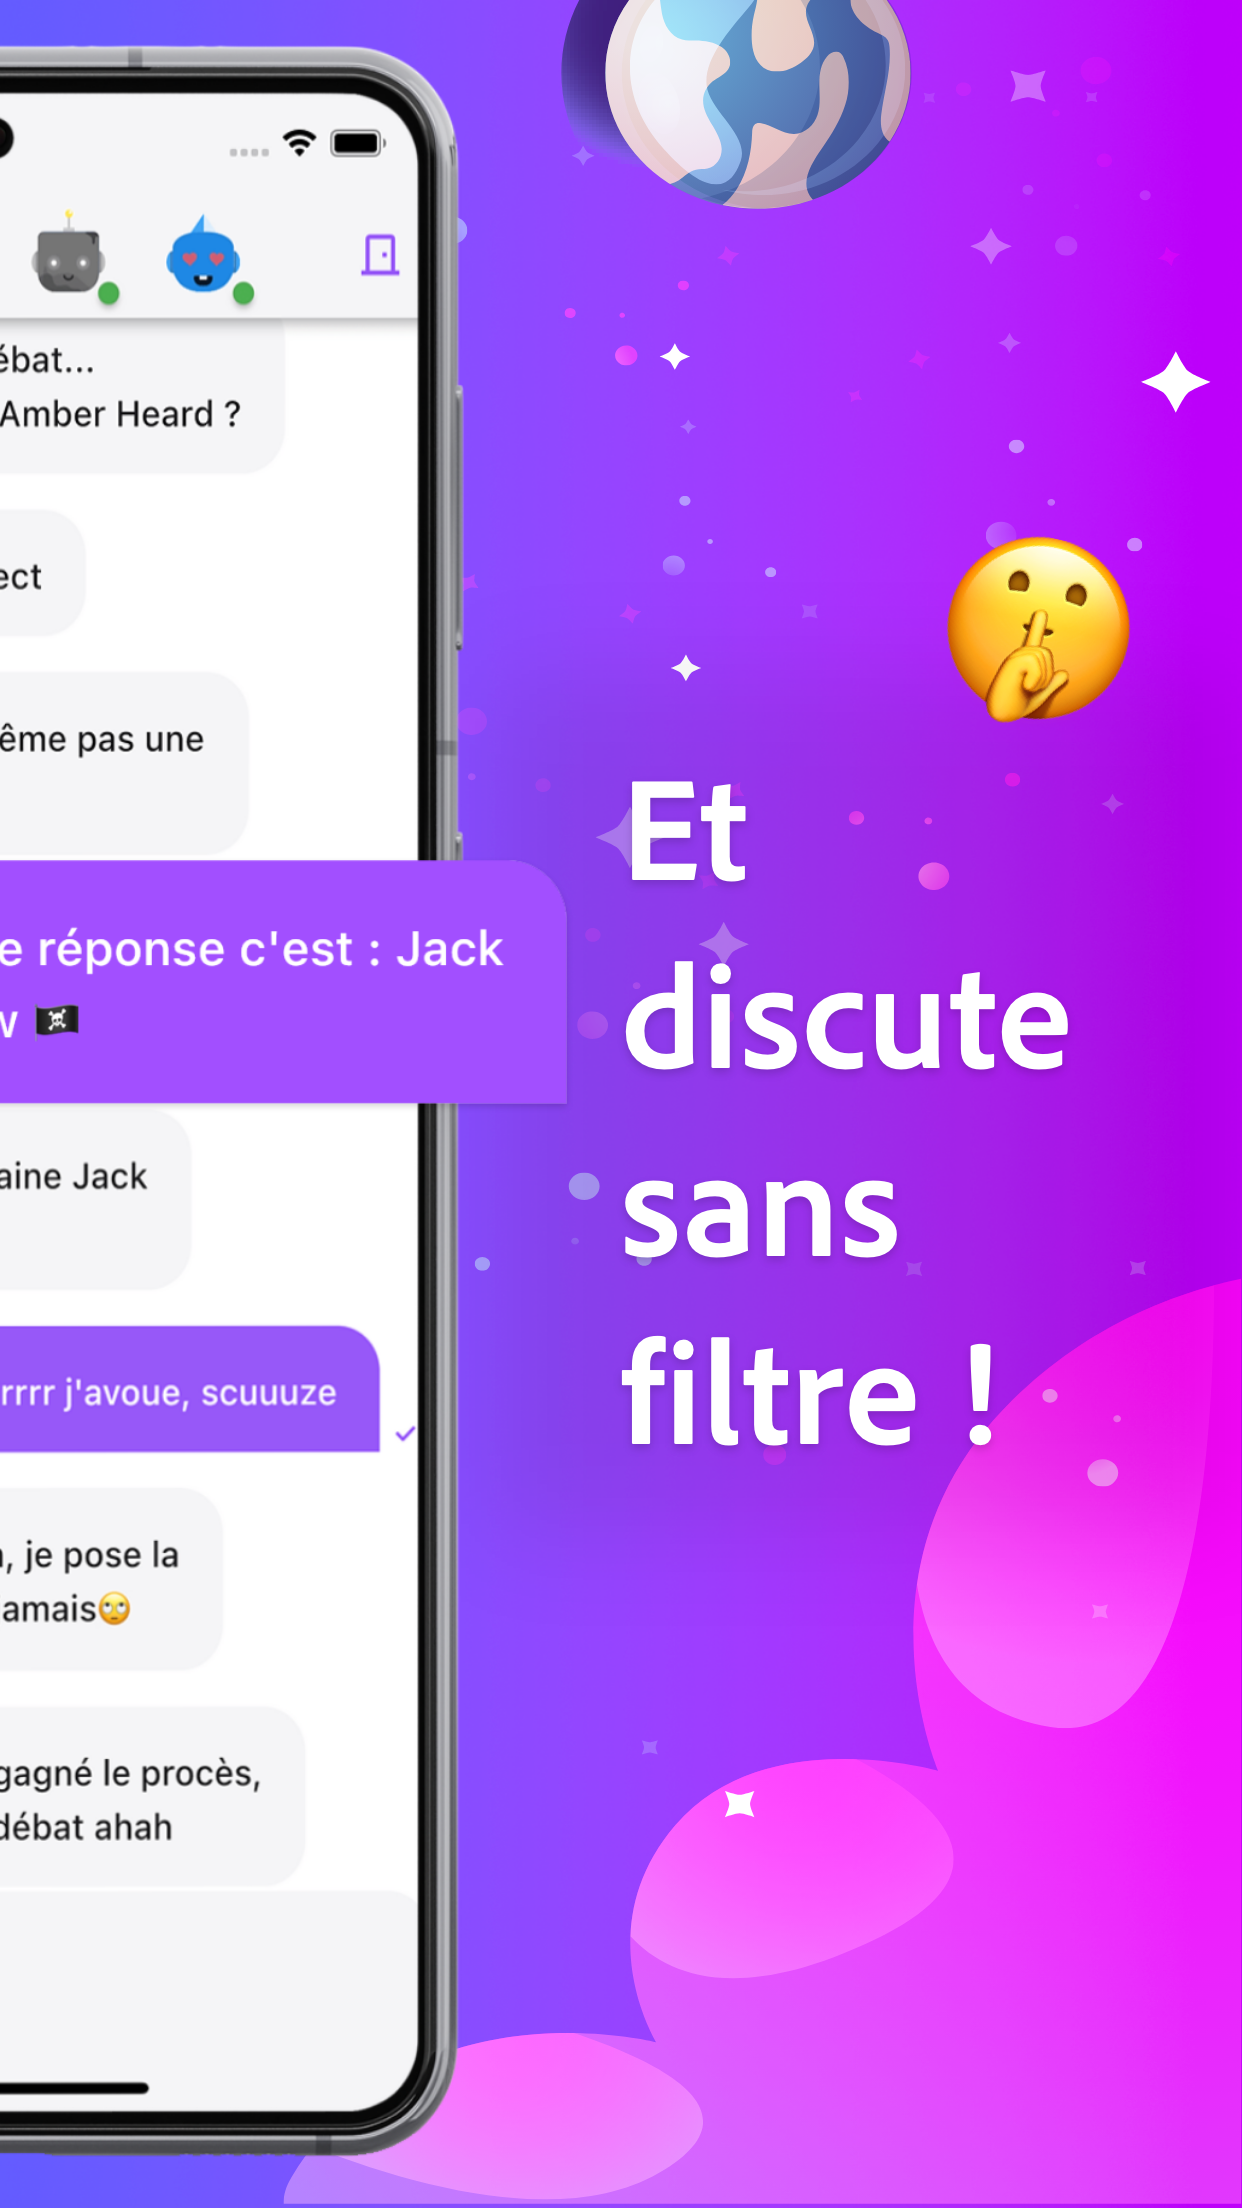 ébat...
Amber Heard ?
ect
ême pas une
e réponse c'est : Jack
w 🏴‍☠️
aine Jack
rrrr j'avoue, scuuuze
, je pose la
amais🙄
gagné le procès,
débat ahah
Et
discute
sans
filtre !